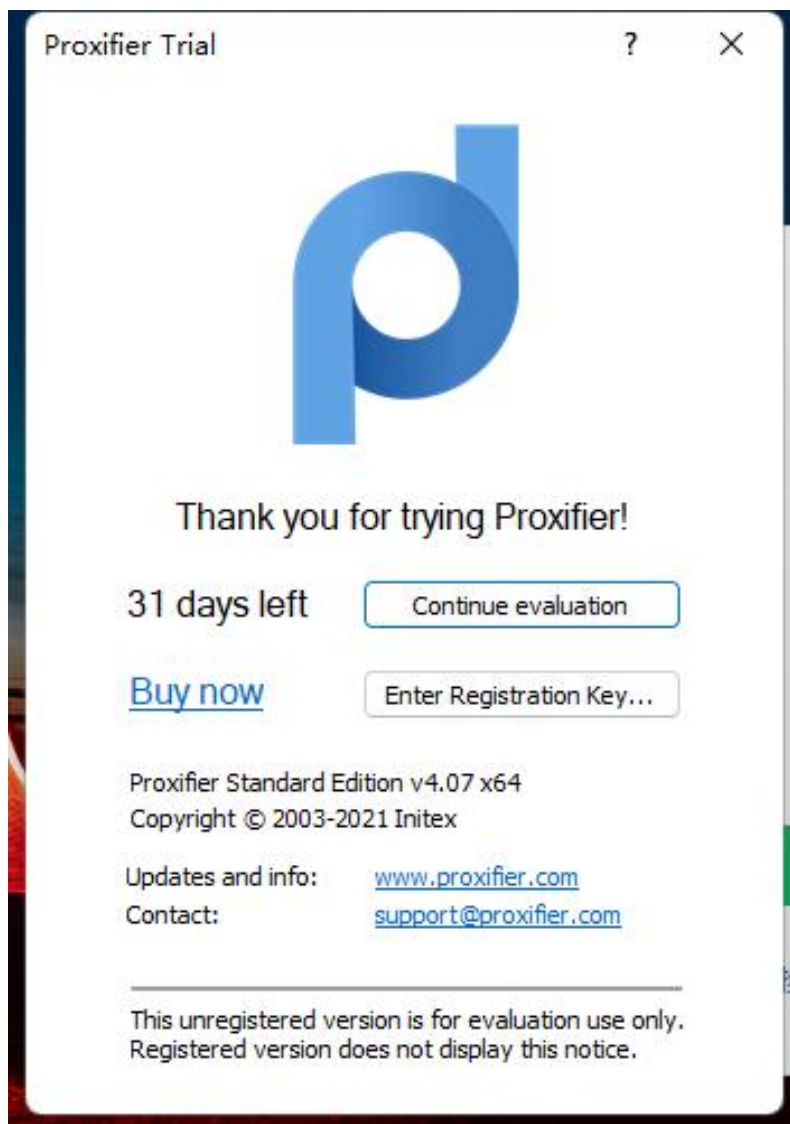 Proxifier Trial ?
Thank you for trying Proxifier!
31 days left Continue evaluation
Buy now Enter Registration Key...
Proxifier Standard Edition v4.07 x64
Copyright © 2003-2021 Initex
Updates and info: www.proxifier.com
Contact: support@proxifier.com
This unregistered version is for evaluation use only.
Registered version does not display this notice.